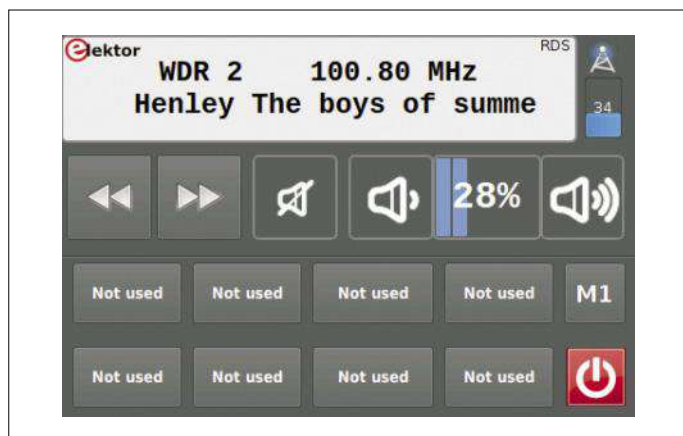 elektor
RDS
WDR 2 100.80 MHz
Henley The boys of summe
34
28%
Not used Not used Not used Not used M1
Not used Not used Not used Not used